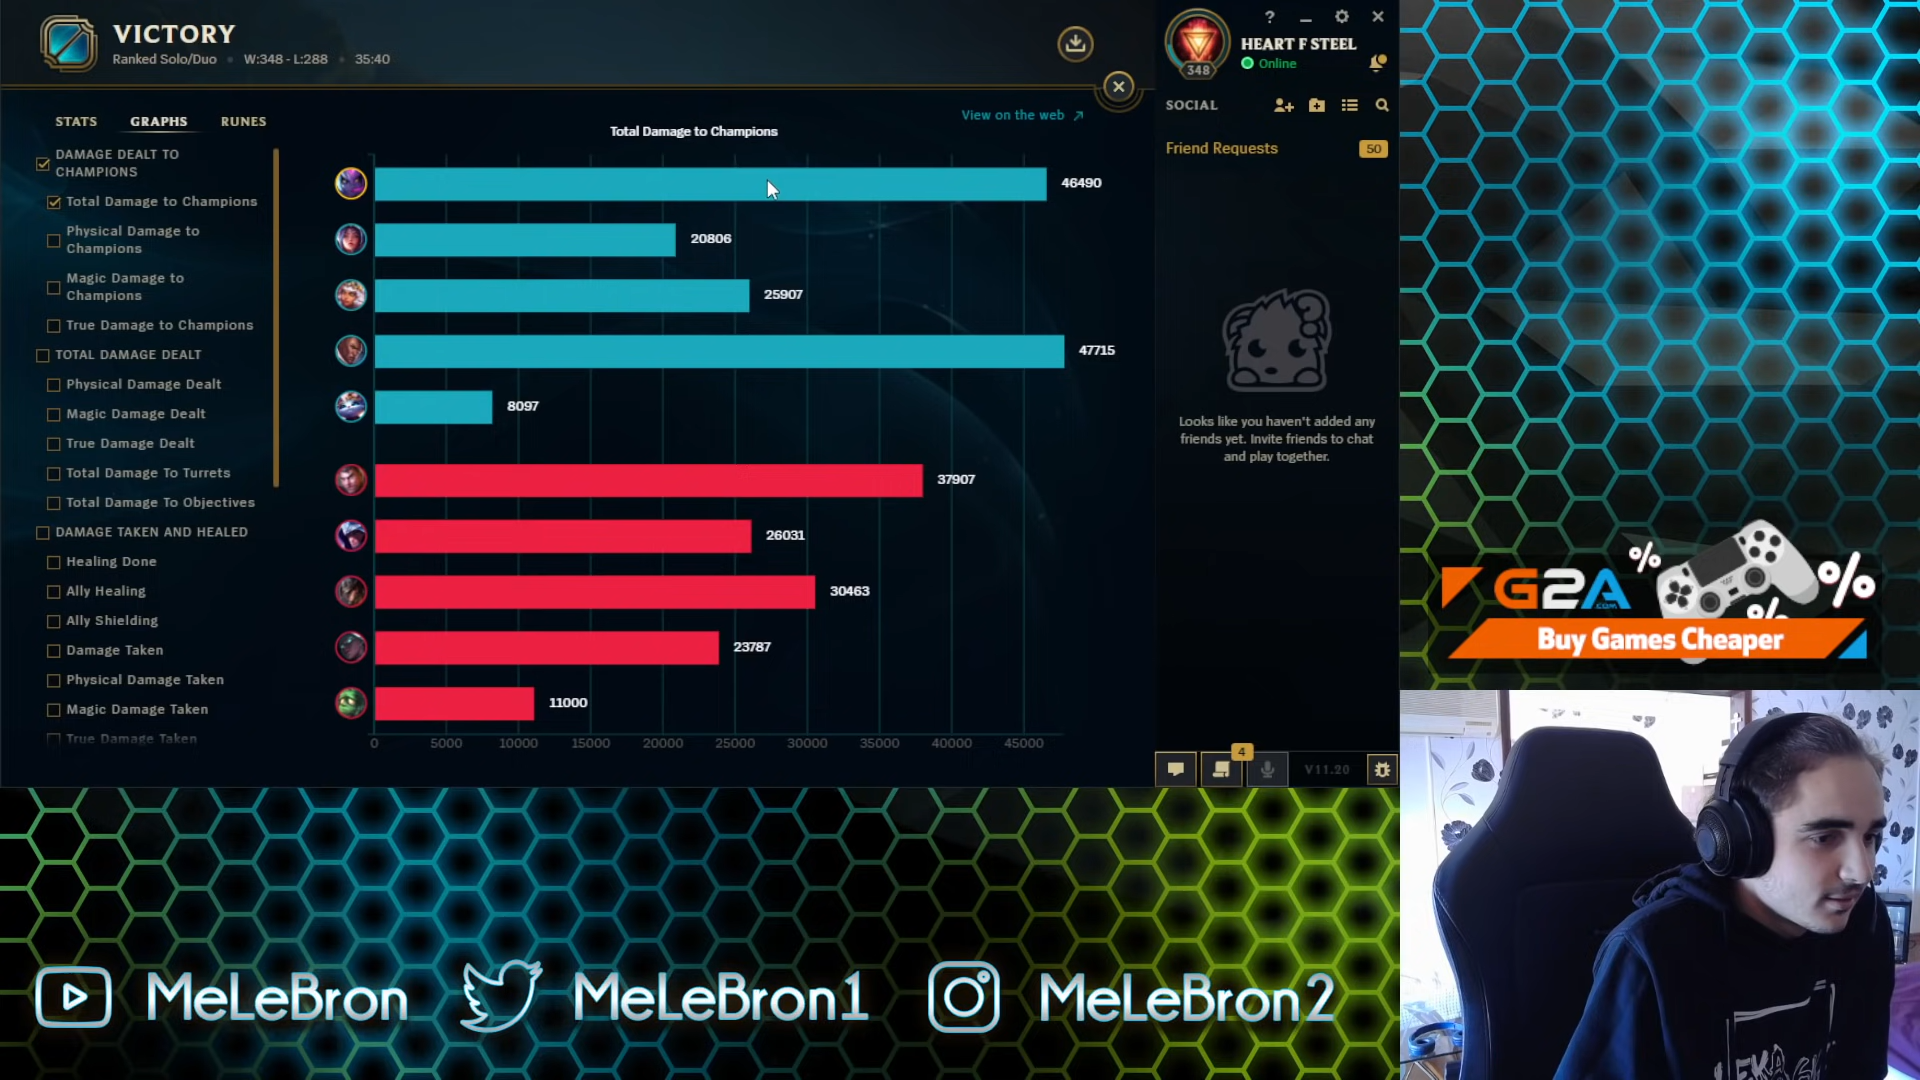 VICTORY
Ranked Solo/Duo • W:348 - L:288 • 35:40
STATS GRAPHS RUNES
View on the web
DAMAGE DEALT TO
CHAMPIONS
Total Damage to Champions
Physical Damage to
Champions
Magic Damage to
Champions
True Damage to Champions
TOTAL DAMAGE DEALT
Physical Damage Dealt
Magic Damage Dealt
True Damage Dealt
Total Damage To Turrets
Total Damage To Objectives
DAMAGE TAKEN AND HEALED
Healing Done
Ally Healing
Ally Shielding
Damage Taken
Physical Damage Taken
Magic Damage Taken
True Damage Taken
Total Damage to Champions
46490
20806
25907
47715
8097
37907
26031
30463
23787
11000
0 5000 10000 15000 20000 25000 30000 35000 40000 45000
?
HEART F STEEL
348
Online
SOCIAL
Friend Requests 50
Looks like you haven't added any
friends yet. Invite friends to chat
and play together.
4
V11.20
G2A.COM
% % %
Buy Games Cheaper
MeLeBron MeLeBron1 MeLeBron2